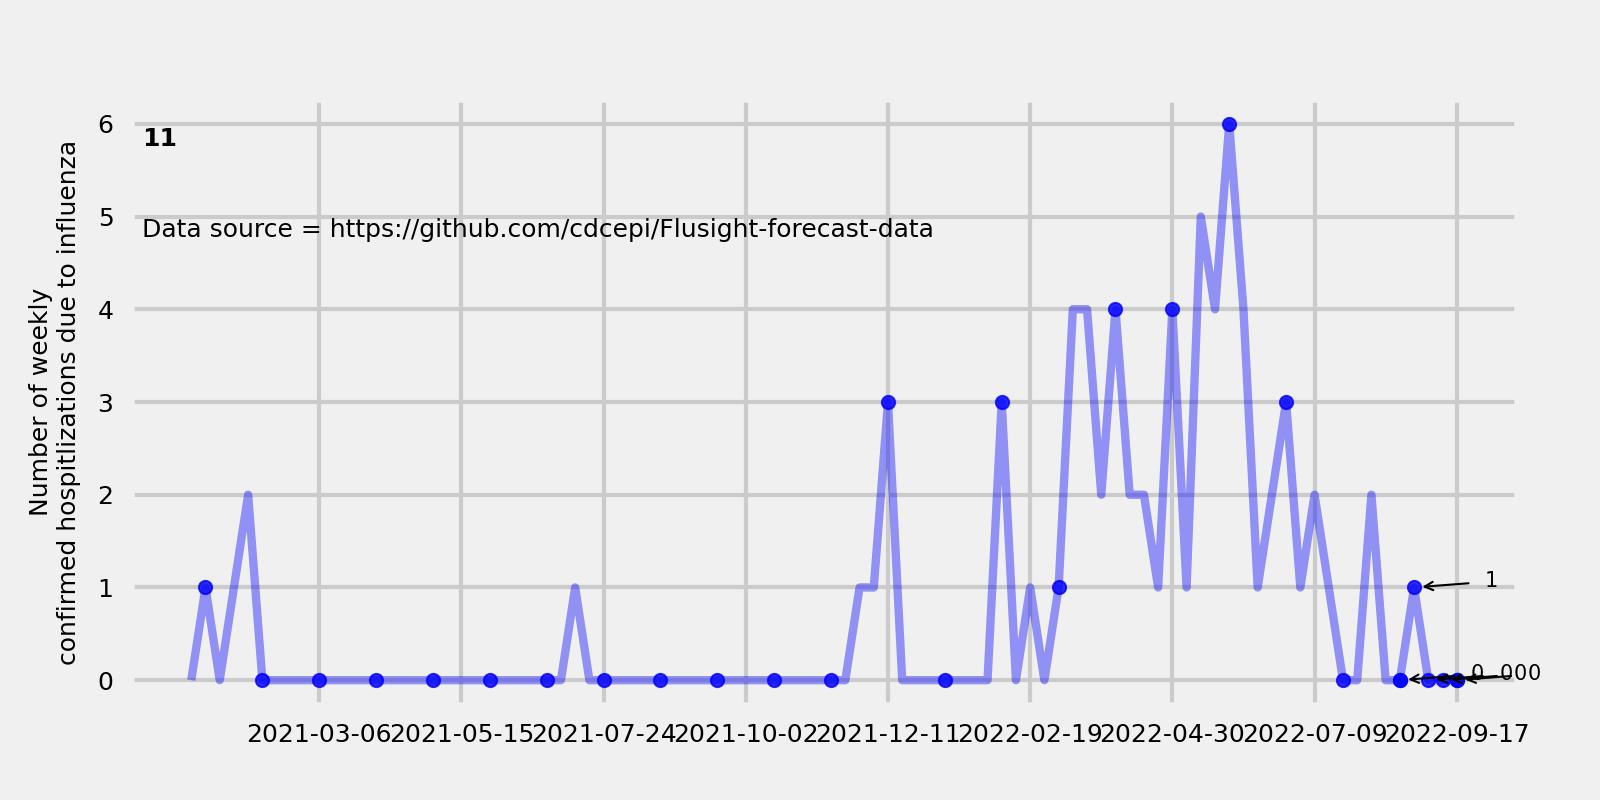 Number of weekly
confirmed hospitlizations due to influenza
6
5
4
3
2
1
0
11
Data source = https://github.com/cdcepi/Flusight-forecast-data
1
0 000
2021-03-06 2021-05-15 2021-07-24 2021-10-02 2021-12-11 2022-02-19 2022-04-30 2022-07-09 2022-09-17